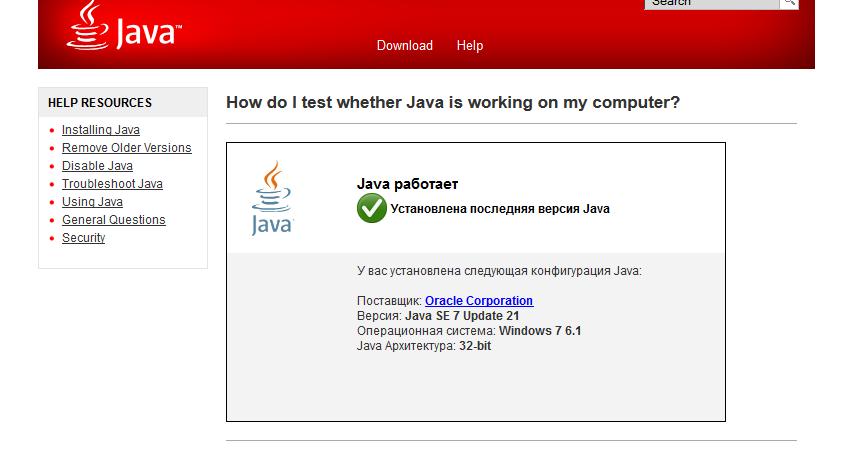 Search
Java™
Download Help
HELP RESOURCES
Installing Java
Remove Older Versions
Disable Java
Troubleshoot Java
Using Java
General Questions
Security
How do I test whether Java is working on my computer?
Java
Java работает
Установлена последняя версия Java
У вас установлена следующая конфигурация Java:
Поставщик: Oracle Corporation
Версия: Java SE 7 Update 21
Операционная система: Windows 7 6.1
Java Архитектура: 32-bit